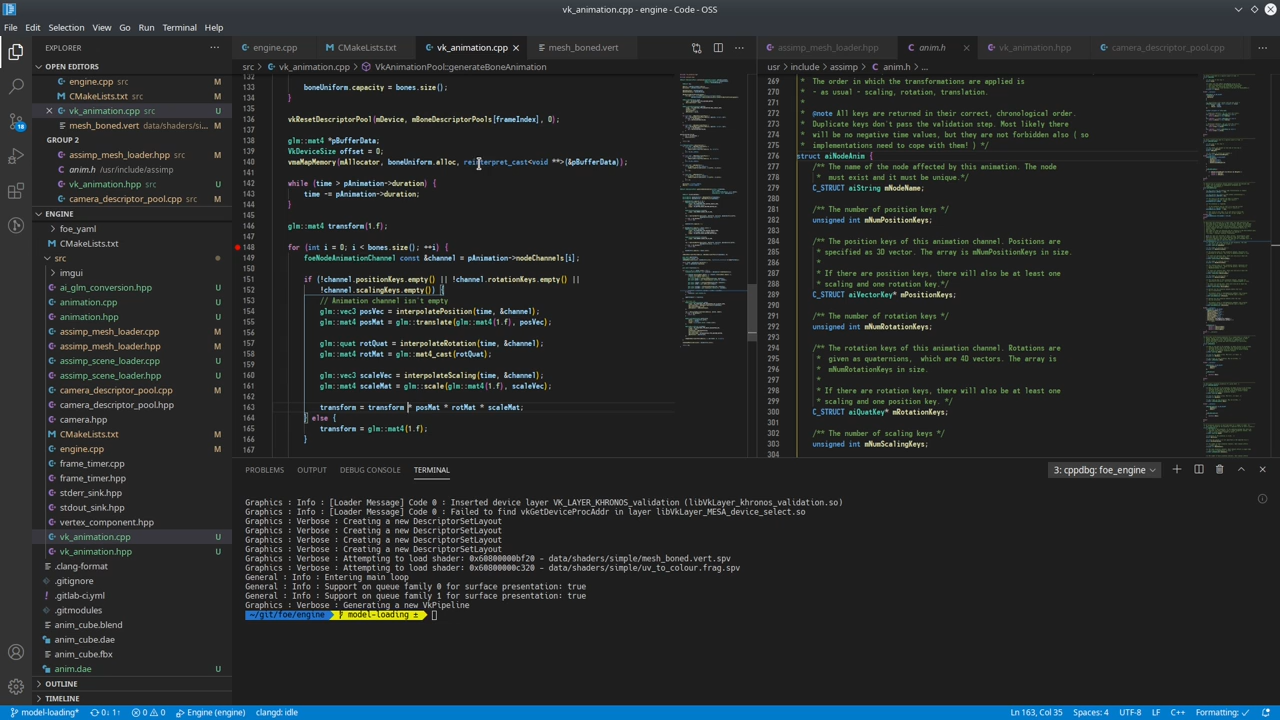 vk_animation.cpp - engine - Code - OSS
File Edit Selection View Go Run Terminal Help
EXPLORER
OPEN EDITORS
engine.cpp src M
CMakeLists.txt src M
vk_animation.cpp src U
mesh_boned.vert data/shaders/si... M
GROUP 2
assimp_mesh_loader.hpp src M
anim.h /usr/include/assimp
vk_animation.hpp src U
camera_descriptor_pool.cpp src M
18
ENGINE
foe_yaml
CMakeLists.txt
src
imgui
ai_glm_conversion.hpp U
animation.cpp U
animation.hpp U
assimp_mesh_loader.cpp M
assimp_mesh_loader.hpp M
assimp_scene_loader.cpp U
assimp_scene_loader.hpp U
camera_descriptor_pool.cpp M
camera_descriptor_pool.hpp
camera.hpp
CMakeLists.txt M
engine.cpp M
frame_timer.cpp
frame_timer.hpp
stderr_sink.hpp
stdout_sink.hpp
vertex_component.hpp
vk_animation.cpp U
vk_animation.hpp U
.clang-format
.gitignore
.gitlab-ci.yml
.gitmodules
anim_cube.blend
anim_cube.dae
anim_cube.fbx
anim.dae U
OUTLINE
TIMELINE
engine.cpp CMakeLists.txt vk_animation.cpp mesh_boned.vert
src > vk_animation.cpp > VkAnimationPool::generateBoneAnimation
132
133 boneUniform.capacity = bones.size();
134 }
135
136 vkResetDescriptorPool(mDevice, mBoneDescriptorPools[frameIndex], 0);
137
138 glm::mat4 *pBufferData;
139 VkDeviceSize offset = 0;
140 vmaMapMemory(mAllocator, boneUniform.alloc, reinterpret_cast<void **>(&pBufferData));
141
142 while (time > pAnimation->duration) {
143 time -= pAnimation->duration;
144 }
145
146 glm::mat4 transform(1.f);
147
148 for (int i = 0; i < bones.size(); ++i) {
149 foeNodeAnimationChannel const &channel = pAnimation->nodeChannels[i];
150
151 if (!channel.positionKeys.empty() || !channel.rotationKeys.empty() ||
152 !channel.scalingKeys.empty()) {
153 // Animation channel isn't empty
154 glm::vec3 posVec = interpolatePosition(time, &channel);
155 glm::mat4 posMat = glm::translate(glm::mat4(1.f), posVec);
156
157 glm::quat rotQuat = interpolateRotation(time, &channel);
158 glm::mat4 rotMat = glm::mat4_cast(rotQuat);
159
160 glm::vec3 scaleVec = interpolateScaling(time, &channel);
161 glm::mat4 scaleMat = glm::scale(glm::mat4(1.f), scaleVec);
162
163 transform = transform * posMat * rotMat * scaleMat;
164 } else {
165 transform = glm::mat4(1.f);
166 }
167
assimp_mesh_loader.hpp anim.h vk_animation.hpp camera_descriptor_pool.cpp
usr > include > assimp > anim.h > ...
269 * The order in which the transformations are applied is
270 * - as usual - scaling, rotation, translation.
271 *
272 * @note All keys are returned in their correct, chronological order.
273 * Duplicate keys don't pass the validation step. Most likely there
274 * will be no negative time values, but they are not forbidden also ( so
275 * implementations need to cope with them! ) */
276 struct aiNodeAnim {
277 /** The name of the node affected by this animation. The node
278 * must exist and it must be unique.*/
279 C_STRUCT aiString mNodeName;
280
281 /** The number of position keys */
282 unsigned int mNumPositionKeys;
283
284 /** The position keys of this animation channel. Positions are
285 * specified as 3D vector. The array is mNumPositionKeys in size.
286 *
287 * If there are position keys, there will also be at least one
288 * scaling and one rotation key.*/
289 C_STRUCT aiVectorKey* mPositionKeys;
290
291 /** The number of rotation keys */
292 unsigned int mNumRotationKeys;
293
294 /** The rotation keys of this animation channel. Rotations are
295 * given as quaternions, which are 4D vectors. The array is
296 * mNumRotationKeys in size.
297 *
298 * If there are rotation keys, there will also be at least one
299 * scaling and one position key. */
300 C_STRUCT aiQuatKey* mRotationKeys;
301
302 /** The number of scaling keys */
303 unsigned int mNumScalingKeys;
304
PROBLEMS OUTPUT DEBUG CONSOLE TERMINAL 3: cppdbg: foe_engine
Graphics : Info : [Loader Message] Code 0 : Inserted device layer VK_LAYER_KHRONOS_validation (libVkLayer_khronos_validation.so)
Graphics : Info : [Loader Message] Code 0 : Failed to find vkGetDeviceProcAddr in layer libVkLayer_MESA_device_select.so
Graphics : Verbose : Creating a new DescriptorSetLayout
Graphics : Verbose : Creating a new DescriptorSetLayout
Graphics : Verbose : Creating a new DescriptorSetLayout
Graphics : Verbose : Creating a new DescriptorSetLayout
Graphics : Verbose : Attempting to load shader: 0x60800000bf20 - data/shaders/simple/mesh_boned.vert.spv
Graphics : Verbose : Attempting to load shader: 0x60800000c320 - data/shaders/simple/uv_to_colour.frag.spv
General : Info : Entering main loop
General : Info : Support on queue family 0 for surface presentation: true
General : Info : Support on queue family 1 for surface presentation: true
Graphics : Verbose : Generating a new VkPipeline
~/git/foe/engine model-loading ±
model-loading* 0↓ 1↑ 0 0 Engine (engine) clangd: idle Ln 163, Col 35 Spaces: 4 UTF-8 LF C++ Formatting: ✓